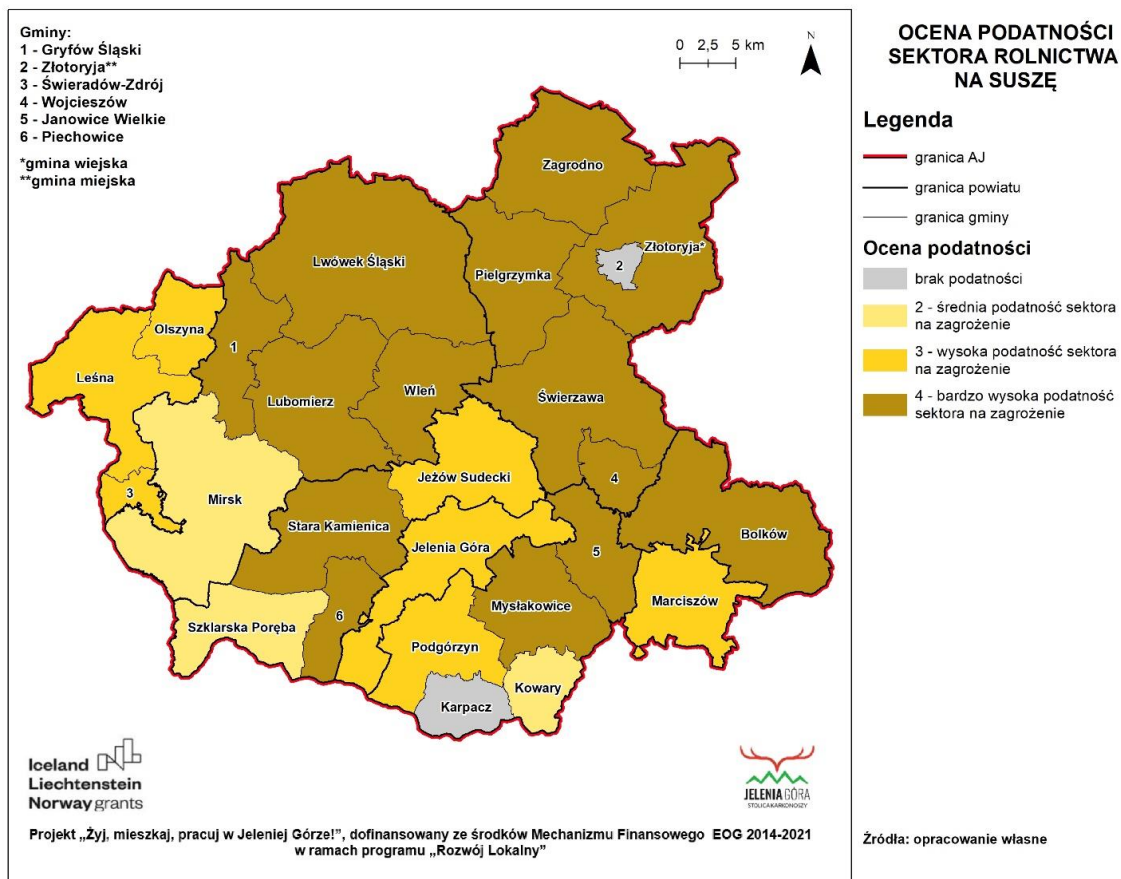 Gminy:
1 - Gryfów Śląski
2 - Złotoryja**
3 - Świeradów-Zdrój
4 - Wojcieszów
5 - Janowice Wielkie
6 - Piechowice
*gmina wiejska
**gmina miejska
0 2,5 5 km
N
Zagrodno
Lwówek Śląski
Pielgrzymka
Złotoryja*
2
Olszyna
1
Leśna
Lubomierz
Wleń
Świerzawa
3
Mirsk
Jeżów Sudecki
4
Stara Kamienica
Jelenia Góra
5
Bolków
Mysłakowice
Marciszów
6
Szklarska Poręba
Podgórzyn
Kowary
Karpacz
Iceland
Liechtenstein
Norway grants
JELENIA GÓRA
STOLICA KARKONOSZY
Projekt „Żyj, mieszkaj, pracuj w Jeleniej Górze!”, dofinansowany ze środków Mechanizmu Finansowego EOG 2014-2021
w ramach programu „Rozwój Lokalny”
OCENA PODATNOŚCI
SEKTORA ROLNICTWA
NA SUSZĘ
Legenda
granica AJ
granica powiatu
granica gminy
Ocena podatności
brak podatności
2 - średnia podatność sektora
na zagrożenie
3 - wysoka podatność sektora
na zagrożenie
4 - bardzo wysoka podatność
sektora na zagrożenie
Źródła: opracowanie własne